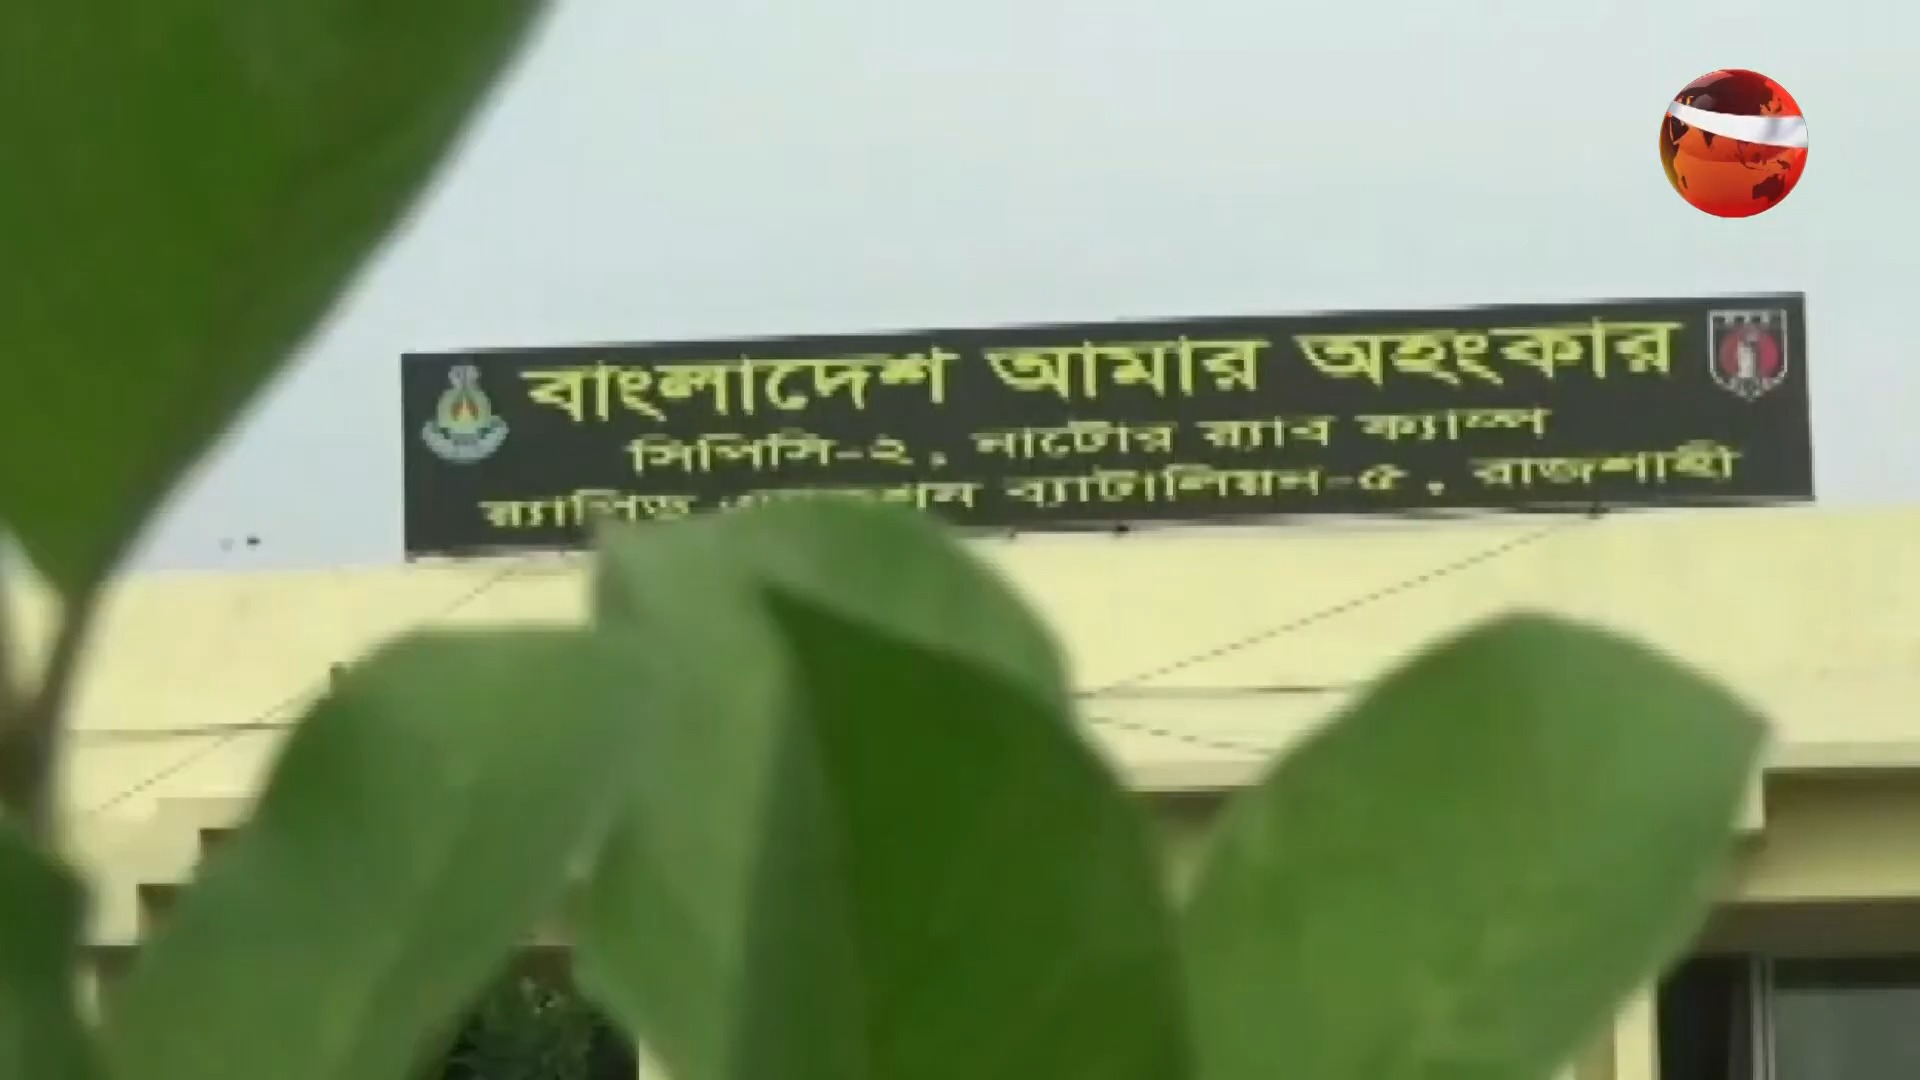 বাংলাদেশ আমার অহংকার
সিপিসি-২, নাটোর র‍্যাব ক্যাম্প
র‍্যাপিড ব্যাটালিয়ন-৫, রাজশাহী